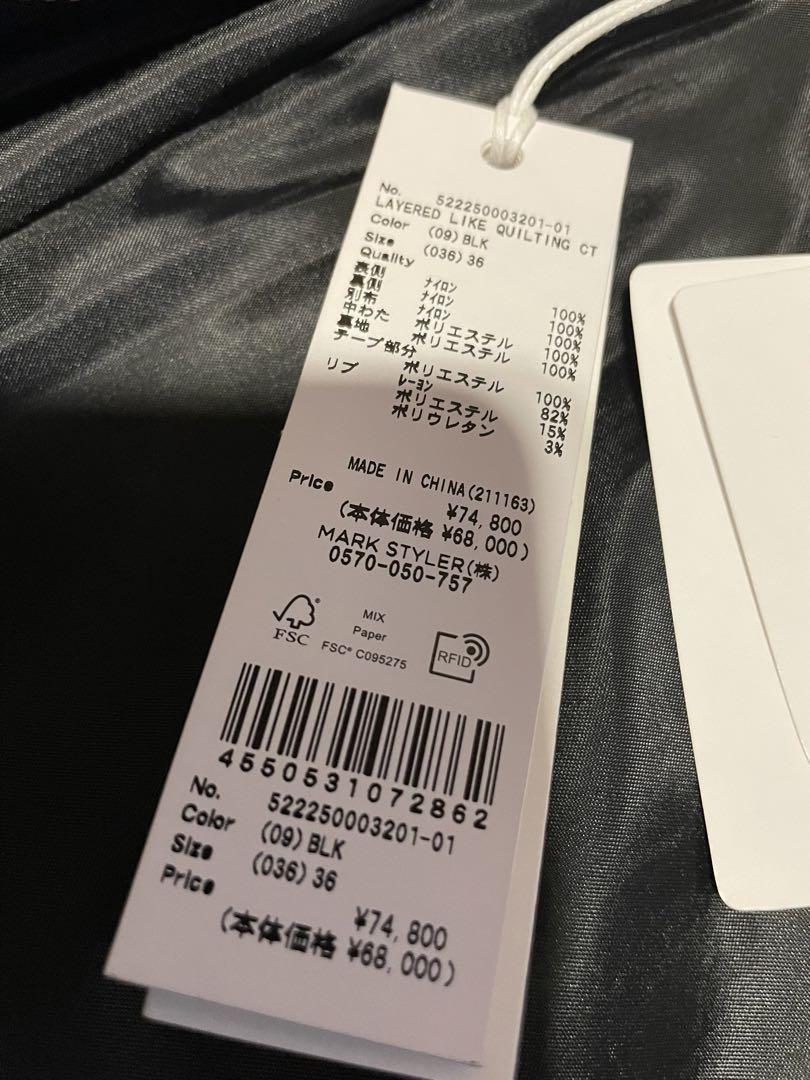 No. 522250003201-01
LAYERED LIKE QUILTING CT
Color (09)BLK
Size (036)36
Quality
表側 ナイロン 100%
裏側 ナイロン 100%
別布 ナイロン 100%
中わた ポリエステル 100%
裏地 ポリエステル 100%
テープ部分
ポリエステル 100%
リブ レーヨン 82%
ポリエステル 15%
ポリウレタン 3%
MADE IN CHINA(211163)
Price ¥74,800
(本体価格 ¥68,000)
MARK STYLER(株)
0570-050-757
FSC
MIX
Paper
FSC® C095275
RFID
4550531072862
No. 522250003201-01
Color (09)BLK
Size (036)36
Price ¥74,800
(本体価格 ¥68,000)